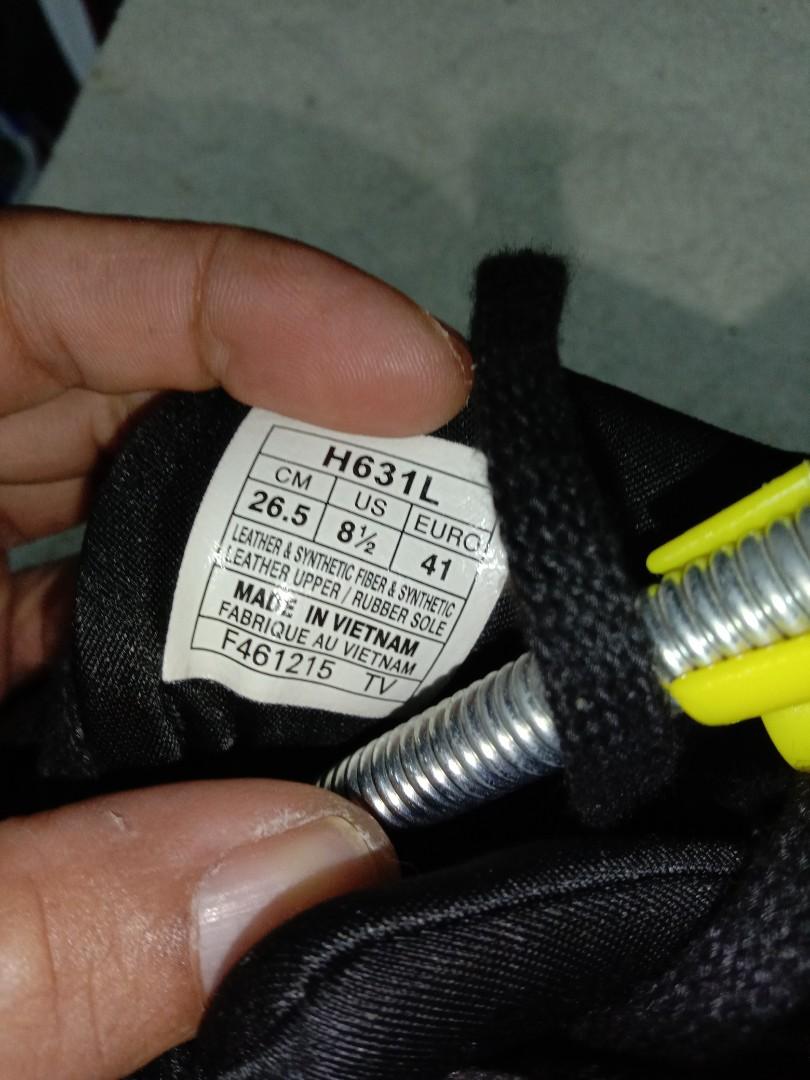 H631L
CM US EURO
26.5 8½ 41
LEATHER & SYNTHETIC FIBER & SYNTHETIC
LEATHER UPPER / RUBBER SOLE
MADE IN VIETNAM
FABRIQUE AU VIETNAM
F461215 TV